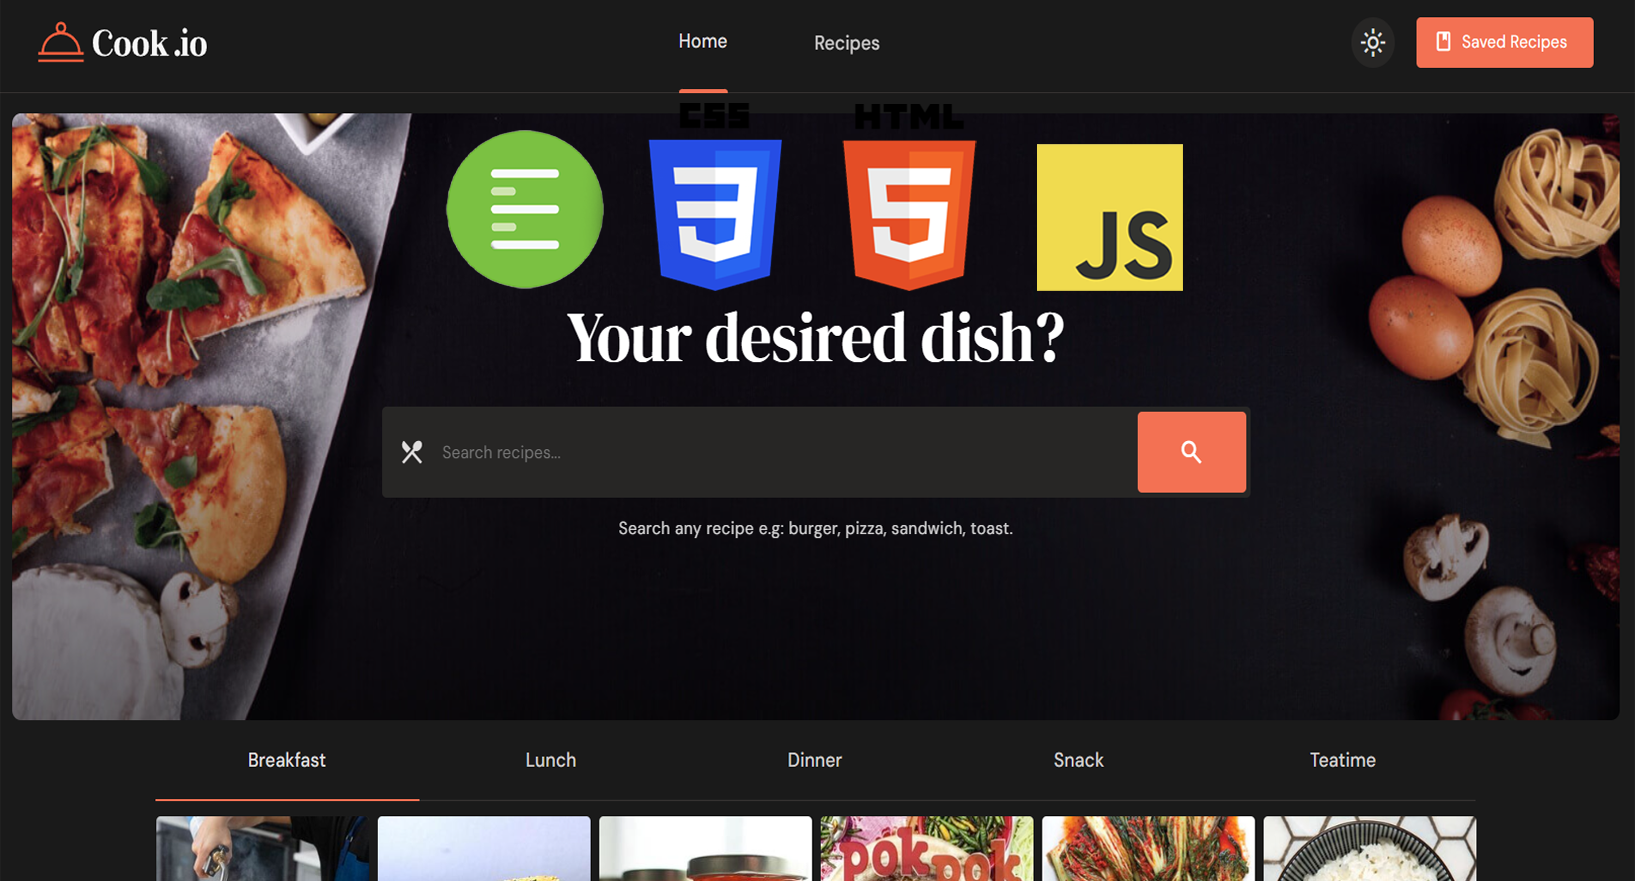 Cook.io
Home
Recipes
Saved Recipes
CSS
HTML
3
5
JS
Your desired dish?
Search recipes...
Search any recipe e.g: burger, pizza, sandwich, toast.
Breakfast
Lunch
Dinner
Snack
Teatime
pok pok